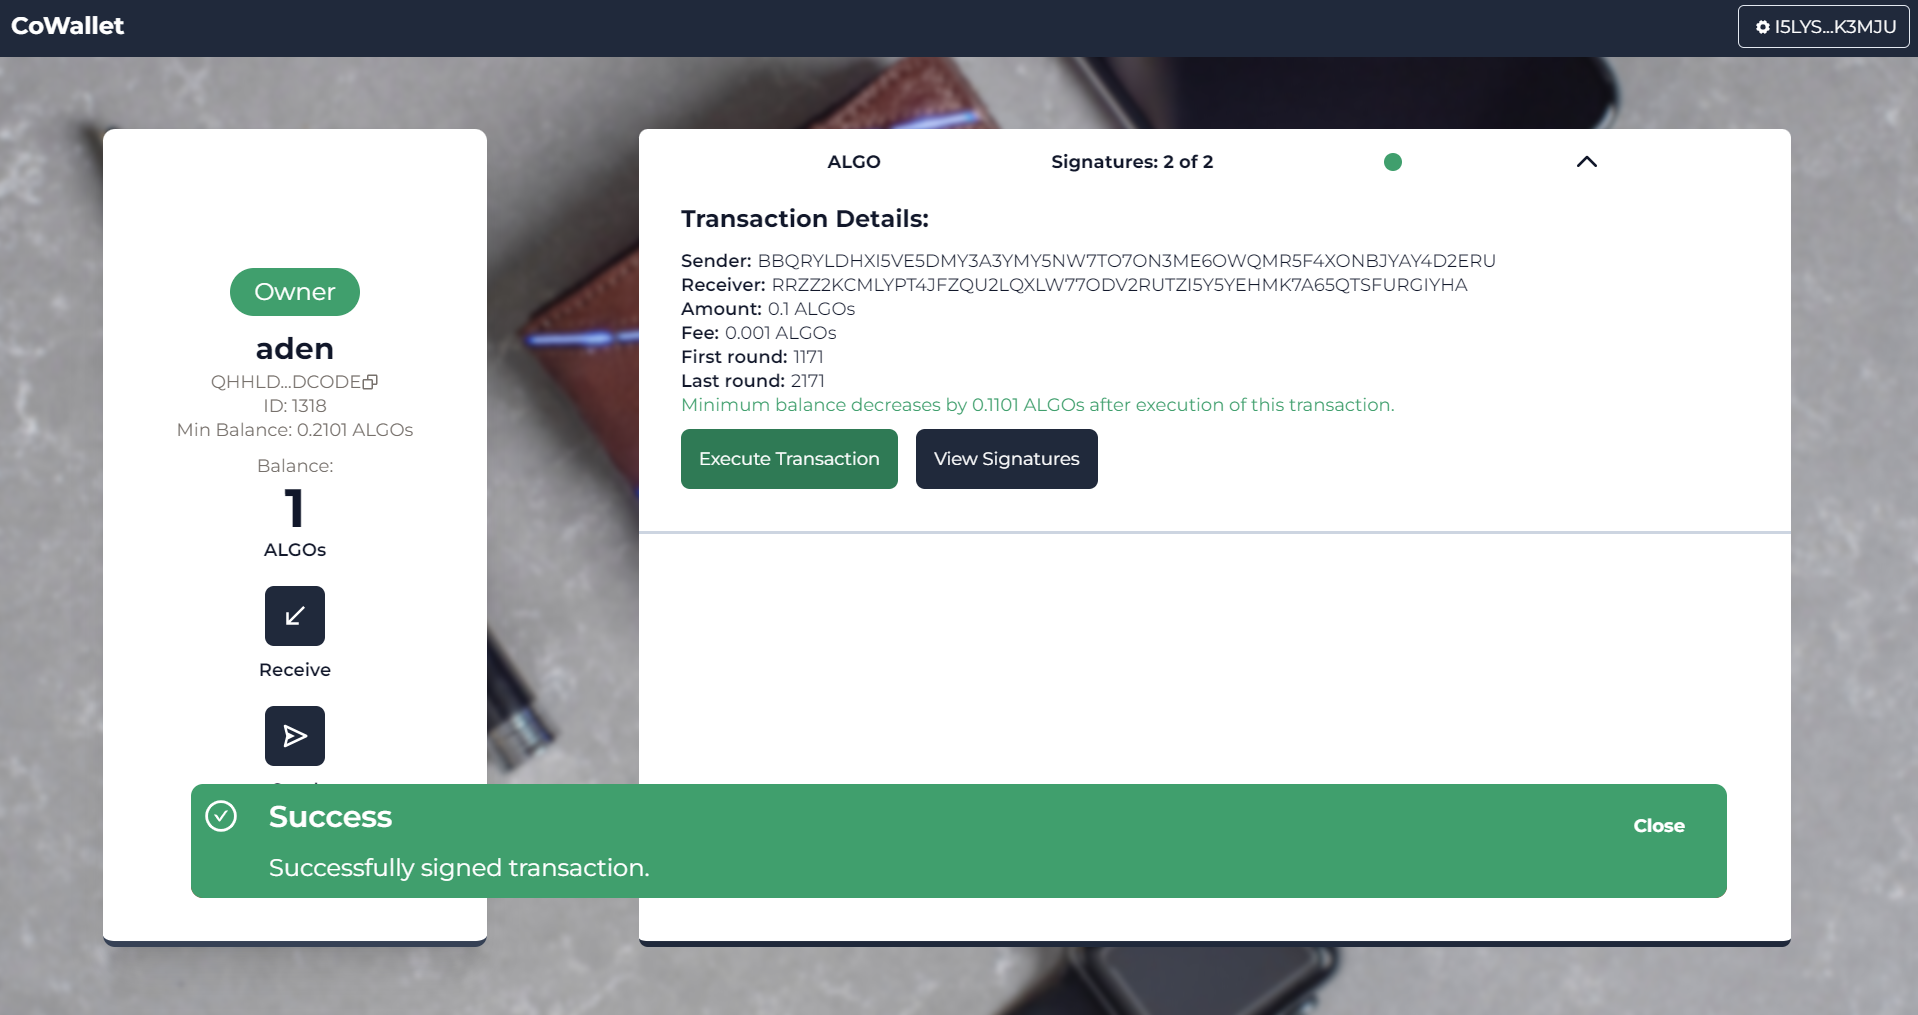 CoWallet
I5LYS...K3MJU
Owner
aden
QHHLD...DCODE
ID: 1318
Min Balance: 0.2101 ALGOs
Balance:
1
ALGOs
Receive
ALGO
Signatures: 2 of 2
Transaction Details:
Sender: BBQRYLDHXI5VE5DMY3A3YMY5NW7TO7ON3ME6OWQMR5F4XONBJYAY4D2ERU
Receiver: RRZZ2KCMLYPT4JFZQU2LQXLW77ODV2RUTZI5Y5YEHMK7A65QTSFURGIYHA
Amount: 0.1 ALGOs
Fee: 0.001 ALGOs
First round: 1171
Last round: 2171
Minimum balance decreases by 0.1101 ALGOs after execution of this transaction.
Execute Transaction
View Signatures
Success
Close
Successfully signed transaction.